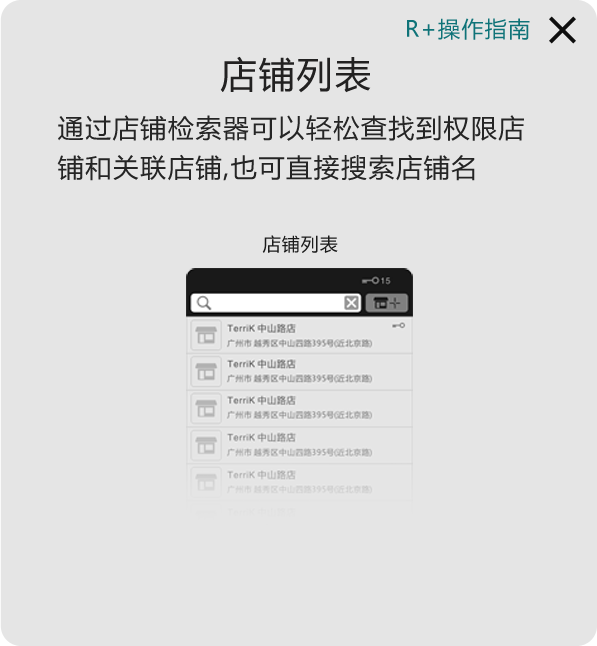 R+操作指南
店铺列表
通过店铺检索器可以轻松查找到权限店
铺和关联店铺,也可直接搜索店铺名
店铺列表
15
TerriK 中山路店
广州市 越秀区中山四路395号(近北京路)
TerriK 中山路店
广州市 越秀区中山四路395号(近北京路)
TerriK 中山路店
广州市 越秀区中山四路395号(近北京路)
TerriK 中山路店
广州市 越秀区中山四路395号(近北京路)
TerriK 中山路店
广州市 越秀区中山四路395号(近北京路)